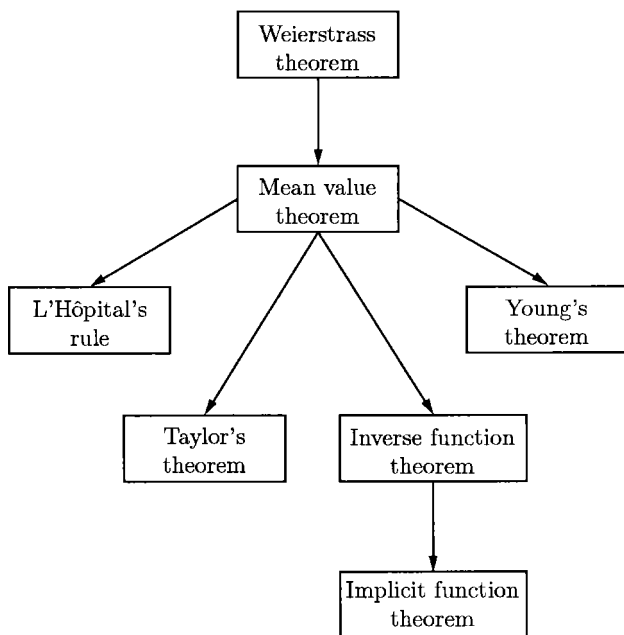 Weierstrass
theorem
Mean value
theorem
L'Hôpital's
rule
Young's
theorem
Taylor's
theorem
Inverse function
theorem
Implicit function
theorem